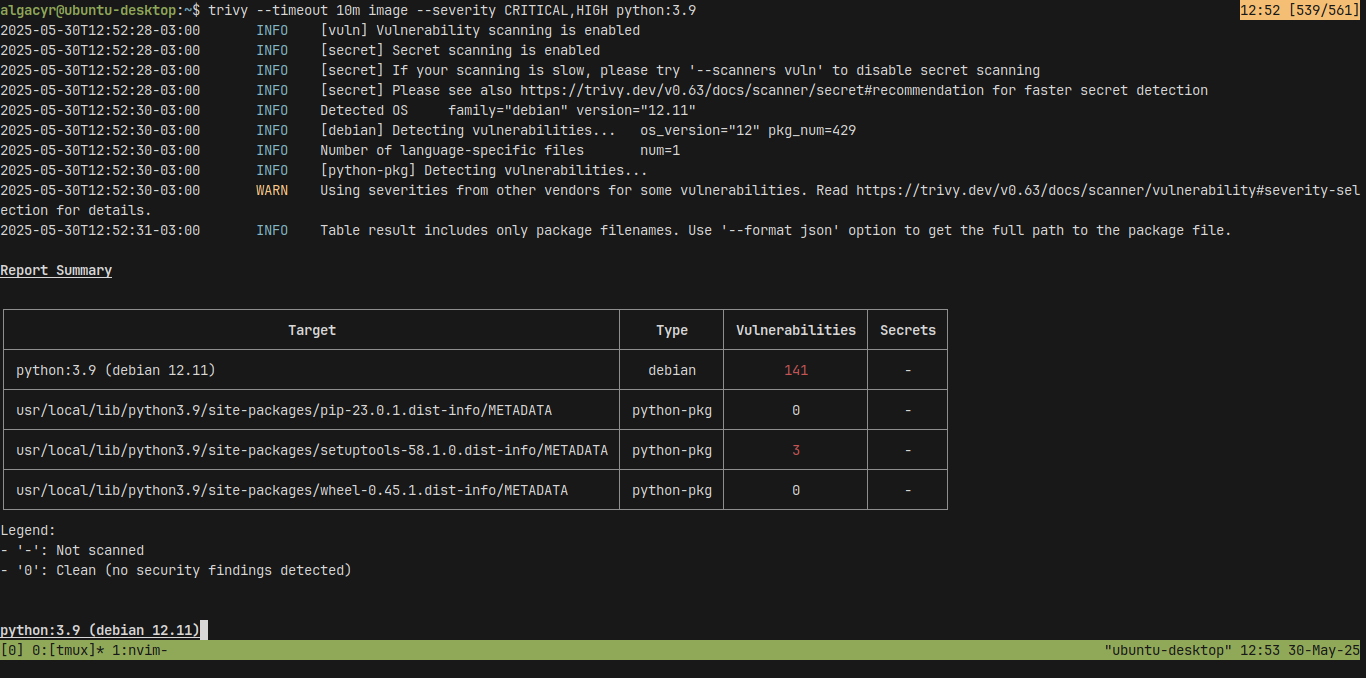 algacyr@ubuntu-desktop:~$ trivy --timeout 10m image --severity CRITICAL,HIGH python:3.9 12:52 [539/561]
2025-05-30T12:52:28-03:00 INFO [vuln] Vulnerability scanning is enabled
2025-05-30T12:52:28-03:00 INFO [secret] Secret scanning is enabled
2025-05-30T12:52:28-03:00 INFO [secret] If your scanning is slow, please try '--scanners vuln' to disable secret scanning
2025-05-30T12:52:28-03:00 INFO [secret] Please see also https://trivy.dev/v0.63/docs/scanner/secret#recommendation for faster secret detection
2025-05-30T12:52:30-03:00 INFO Detected OS family="debian" version="12.11"
2025-05-30T12:52:30-03:00 INFO [debian] Detecting vulnerabilities... os_version="12" pkg_num=429
2025-05-30T12:52:30-03:00 INFO Number of language-specific files num=1
2025-05-30T12:52:30-03:00 INFO [python-pkg] Detecting vulnerabilities...
2025-05-30T12:52:30-03:00 WARN Using severities from other vendors for some vulnerabilities. Read https://trivy.dev/v0.63/docs/scanner/vulnerability#severity-sel
ection for details.
2025-05-30T12:52:31-03:00 INFO Table result includes only package filenames. Use '--format json' option to get the full path to the package file.
Report Summary
Target Type Vulnerabilities Secrets
python:3.9 (debian 12.11) debian 141 -
usr/local/lib/python3.9/site-packages/pip-23.0.1.dist-info/METADATA python-pkg 0 -
usr/local/lib/python3.9/site-packages/setuptools-58.1.0.dist-info/METADATA python-pkg 3 -
usr/local/lib/python3.9/site-packages/wheel-0.45.1.dist-info/METADATA python-pkg 0 -
Legend:
- '-': Not scanned
- '0': Clean (no security findings detected)
python:3.9 (debian 12.11)
[0] 0:[tmux]* 1:nvim- "ubuntu-desktop" 12:53 30-May-25